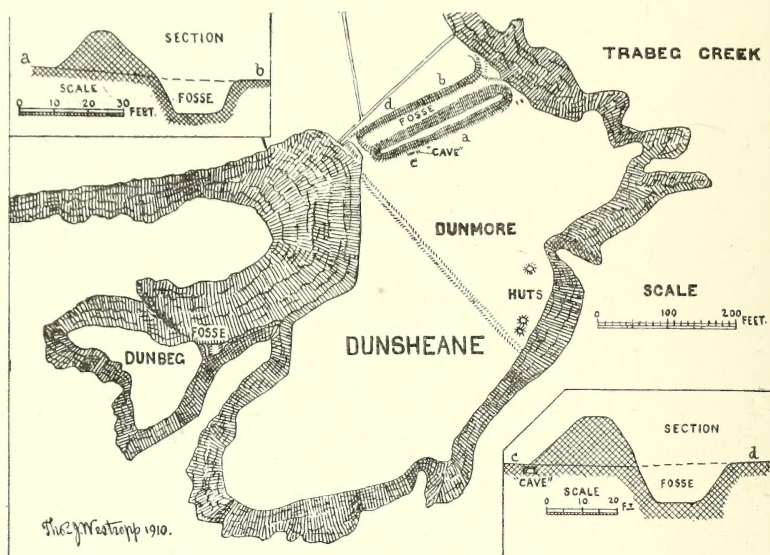 SECTION
a
b
SCALE
FOSSE
0 10 20 30 FEET.
TRABEG CREEK
b
d
FOSSE
a
"CAVE"
c
DUNMORE
HUTS
SCALE
0 100 200 FEET.
FOSSE
DUNBEG
DUNSHEANE
SECTION
c
d
"CAVE"
FOSSE
SCALE
0 10 20 FT
Thos. J Westropp 1910.